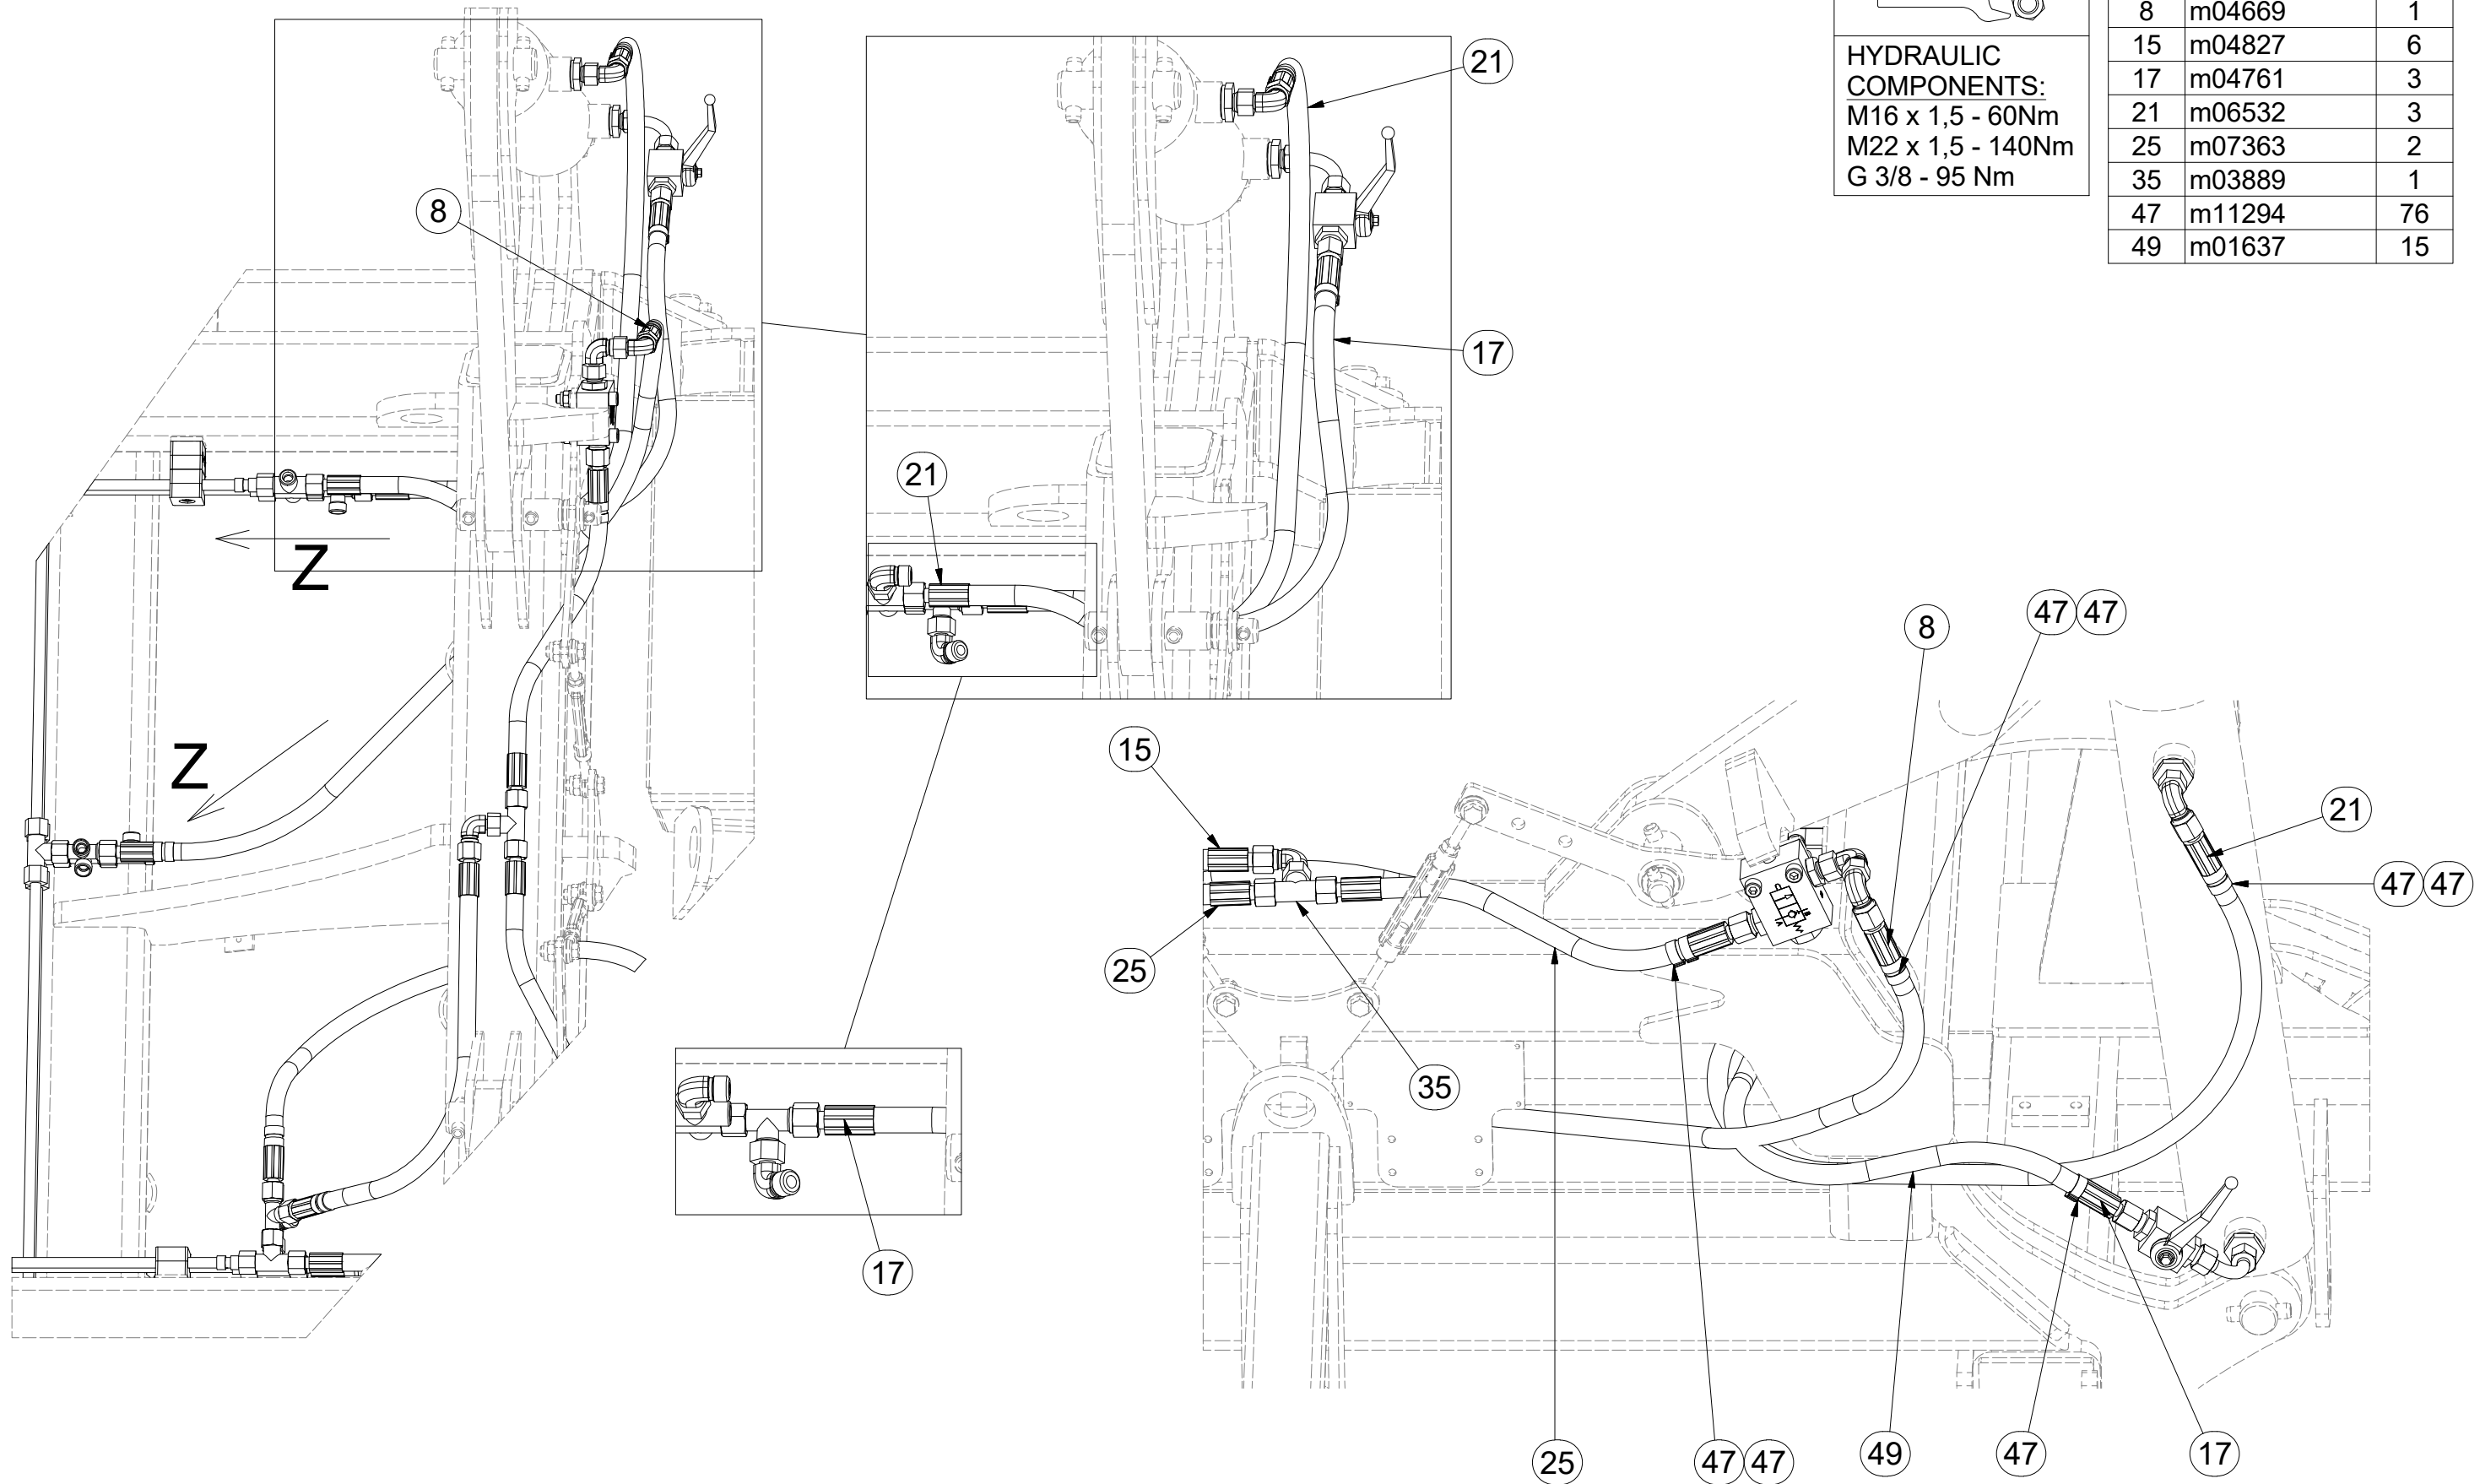 8 m04669 1
15 m04827 6
17 m04761 3
21 m06532 3
25 m07363 2
35 m03889 1
47 m11294 76
49 m01637 15
HYDRAULIC
COMPONENTS:
M16 x 1,5 - 60Nm
M22 x 1,5 - 140Nm
G 3/8 - 95 Nm
21
8
17
21
Z
Z
47 47
8
15
21
47 47
25
35
17
25
47 47
49
47
17